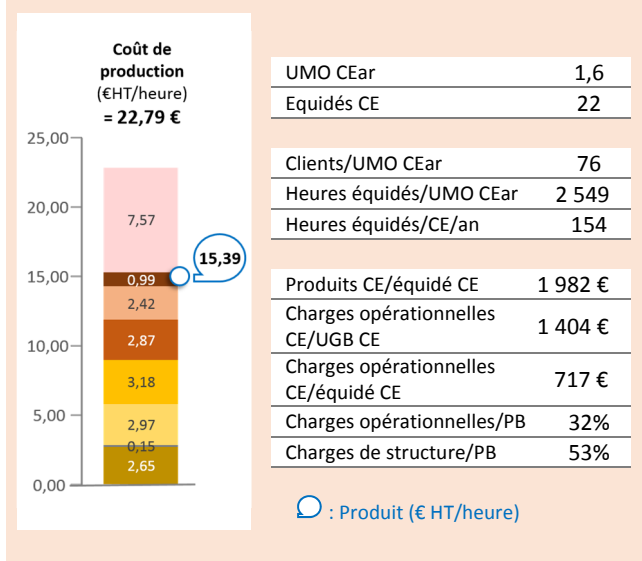 Coût de
production
(€HT/heure)
= 22,79 €
25,00
20,00
15,00
10,00
5,00
0,00
7,57
0,99
2,42
2,87
3,18
2,97
0,15
2,65
15,39
UMO CEar 1,6
Equidés CE 22
Clients/UMO CEar 76
Heures équidés/UMO CEar 2 549
Heures équidés/CE/an 154
Produits CE/équidé CE 1 982 €
Charges opérationnelles
CE/UGB CE 1 404 €
Charges opérationnelles
CE/équidé CE 717 €
Charges opérationnelles/PB 32%
Charges de structure/PB 53%
: Produit (€ HT/heure)